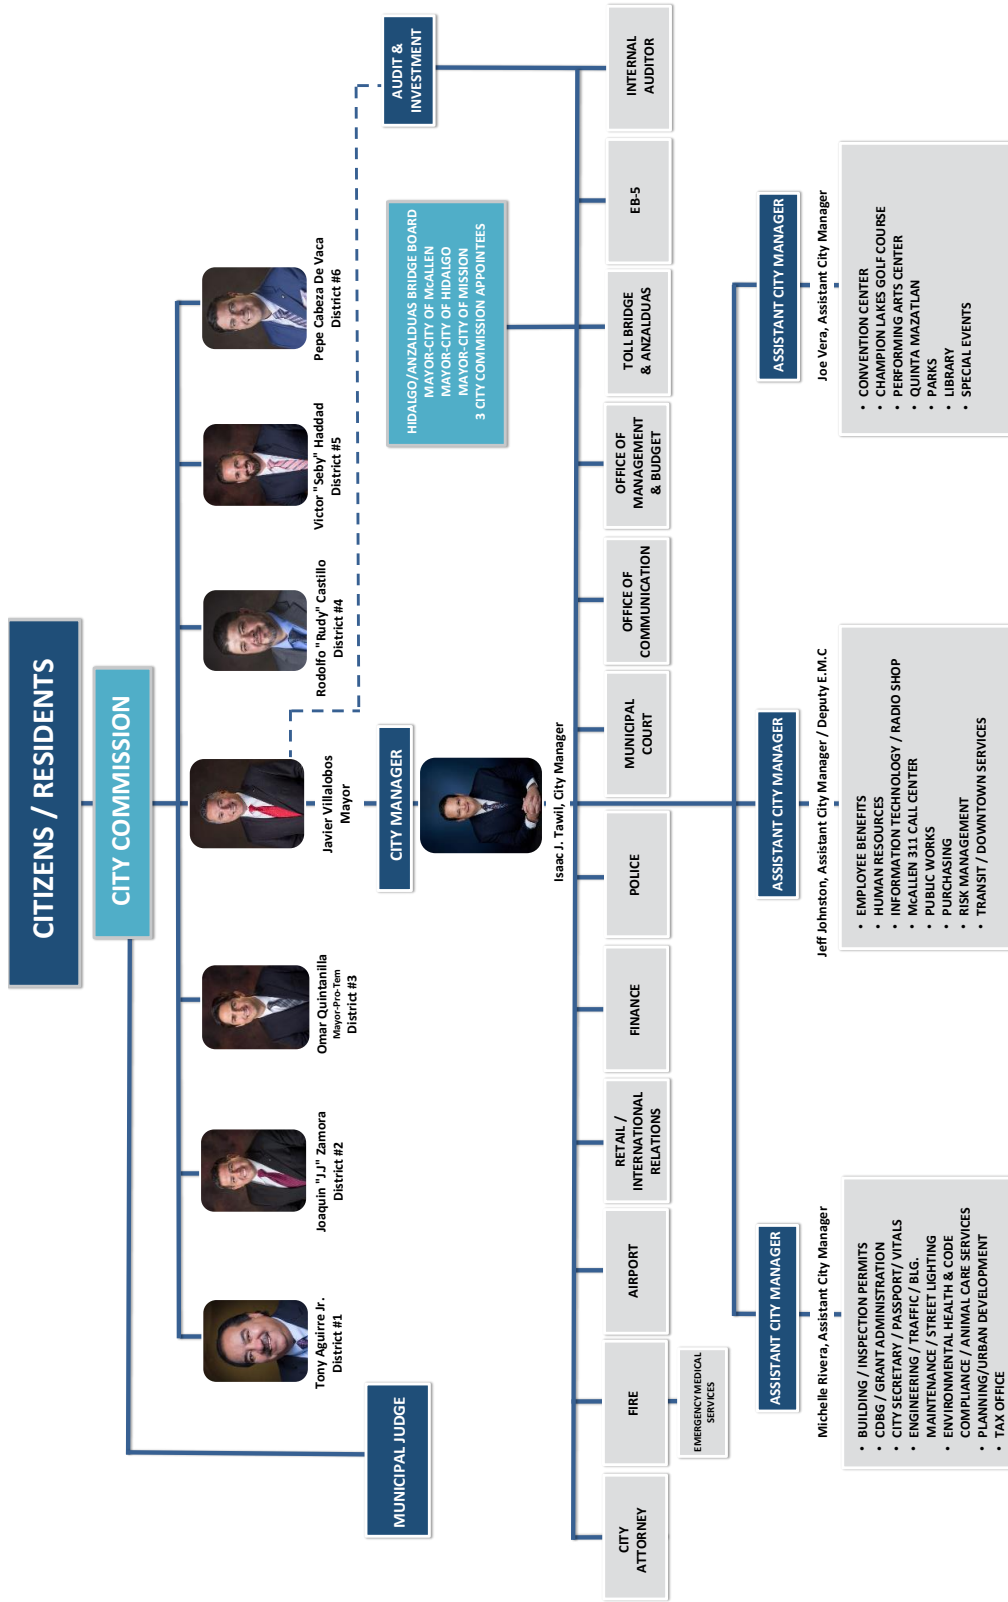 CITIZENS / RESIDENTS
CITY COMMISSION
Tony Aguirre Jr.
District #1
Joaquin "J.J" Zamora
District #2
Omar Quintanilla
Mayor-Pro-Tem
District #3
Javier Villalobos
Mayor
Rodolfo "Rudy" Castillo
District #4
Victor "Seby" Haddad
District #5
Pepe Cabeza De Vaca
District #6
MUNICIPAL JUDGE
CITY MANAGER
Isaac J. Tawil, City Manager
HIDALGO/ANZALDUAS BRIDGE BOARD
MAYOR-CITY OF McALLEN
MAYOR-CITY OF HIDALGO
MAYOR-CITY OF MISSION
3 CITY COMMISSION APPOINTEES
AUDIT &
INVESTMENT
CITY
ATTORNEY
FIRE
EMERGENCY MEDICAL
SERVICES
AIRPORT
RETAIL /
INTERNATIONAL
RELATIONS
FINANCE
POLICE
MUNICIPAL
COURT
OFFICE OF
COMMUNICATION
OFFICE OF
MANAGEMENT
& BUDGET
TOLL BRIDGE
& ANZALDUAS
EB-5
INTERNAL
AUDITOR
ASSISTANT CITY MANAGER
Michelle Rivera, Assistant City Manager
• BUILDING / INSPECTION PERMITS
• CDBG / GRANT ADMINISTRATION
• CITY SECRETARY / PASSPORT/ VITALS
• ENGINEERING / TRAFFIC / BLG.
MAINTENANCE / STREET LIGHTING
• ENVIRONMENTAL HEALTH & CODE
COMPLIANCE / ANIMAL CARE SERVICES
• PLANNING/URBAN DEVELOPMENT
• TAX OFFICE
ASSISTANT CITY MANAGER
Jeff Johnston, Assistant City Manager / Deputy E.M.C
• EMPLOYEE BENEFITS
• HUMAN RESOURCES
• INFORMATION TECHNOLOGY / RADIO SHOP
• McALLEN 311 CALL CENTER
• PUBLIC WORKS
• PURCHASING
• RISK MANAGEMENT
• TRANSIT / DOWNTOWN SERVICES
ASSISTANT CITY MANAGER
Joe Vera, Assistant City Manager
• CONVENTION CENTER
• CHAMPION LAKES GOLF COURSE
• PERFORMING ARTS CENTER
• QUINTA MAZATLAN
• PARKS
• LIBRARY
• SPECIAL EVENTS